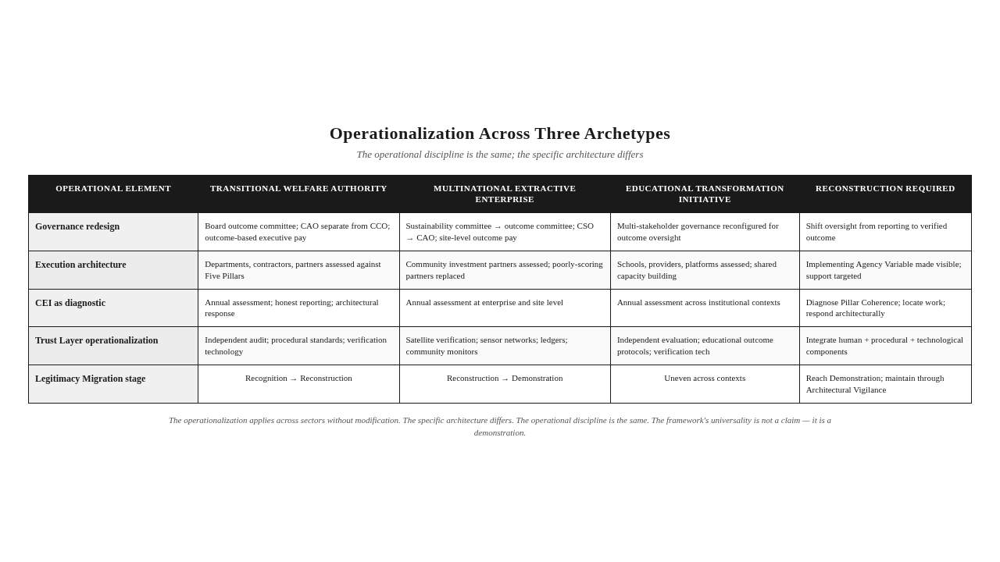 Operationalization Across Three Archetypes
The operational discipline is the same; the specific architecture differs
OPERATIONAL ELEMENT
TRANSITIONAL WELFARE AUTHORITY
MULTINATIONAL EXTRACTIVE
ENTERPRISE
EDUCATIONAL TRANSFORMATION
INITIATIVE
RECONSTRUCTION REQUIRED
Governance redesign
Board outcome committee; CAO separate from CCO;
outcome-based executive pay
Sustainability committee → outcome committee; CSO
→ CAO; site-level outcome pay
Multi-stakeholder governance reconfigured for
outcome oversight
Shift oversight from reporting to verified
outcome
Execution architecture
Departments, contractors, partners assessed against
Five Pillars
Community investment partners assessed; poorly-scoring
partners replaced
Schools, providers, platforms assessed; shared
capacity building
Implementing Agency Variable made visible;
support targeted
CEI as diagnostic
Annual assessment; honest reporting; architectural
response
Annual assessment at enterprise and site level
Annual assessment across institutional contexts
Diagnose Pillar Coherence; locate work;
respond architecturally
Trust Layer operationalization
Independent audit; procedural standards; verification
technology
Satellite verification; sensor networks; ledgers;
community monitors
Independent evaluation; educational outcome
protocols; verification tech
Integrate human + procedural + technological
components
Legitimacy Migration stage
Recognition → Reconstruction
Reconstruction → Demonstration
Uneven across contexts
Reach Demonstration; maintain through
Architectural Vigilance
The operationalization applies across sectors without modification. The specific architecture differs. The operational discipline is the same. The framework's universality is not a claim — it is a
demonstration.